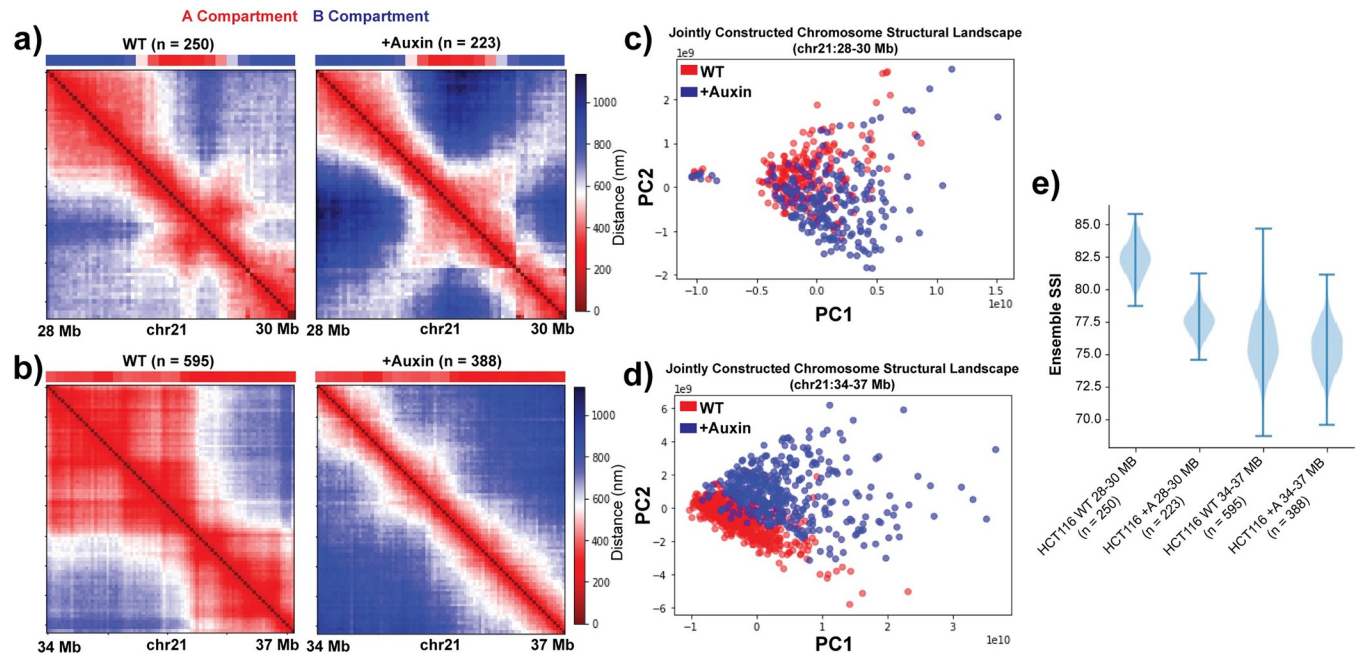 A Compartment B Compartment
a)
WT (n = 250)
+Auxin (n = 223)
1000
800
600
400
200
0
Distance (nm)
28 Mb chr21 30 Mb
28 Mb chr21 30 Mb
b)
WT (n = 595)
+Auxin (n = 388)
1000
800
600
400
200
0
Distance (nm)
34 Mb chr21 37 Mb
34 Mb chr21 37 Mb
c)
Jointly Constructed Chromosome Structural Landscape
(chr21:28-30 Mb)
1e9
WT
+Auxin
2
1
0
−1
−2
PC2
−1.0 −0.5 0.0 0.5 1.0 1.5
1e10
PC1
d)
Jointly Constructed Chromosome Structural Landscape
(chr21:34-37 Mb)
1e9
WT
+Auxin
6
4
2
0
−2
−4
−6
PC2
−1 0 1 2 3
1e10
PC1
e)
85.0
82.5
80.0
77.5
75.0
72.5
70.0
Ensemble SSI
HCT116 WT 28-30 MB
(n = 250)
HCT116 +A 28-30 MB
(n = 223)
HCT116 WT 34-37 MB
(n = 595)
HCT116 +A 34-37 MB
(n = 388)